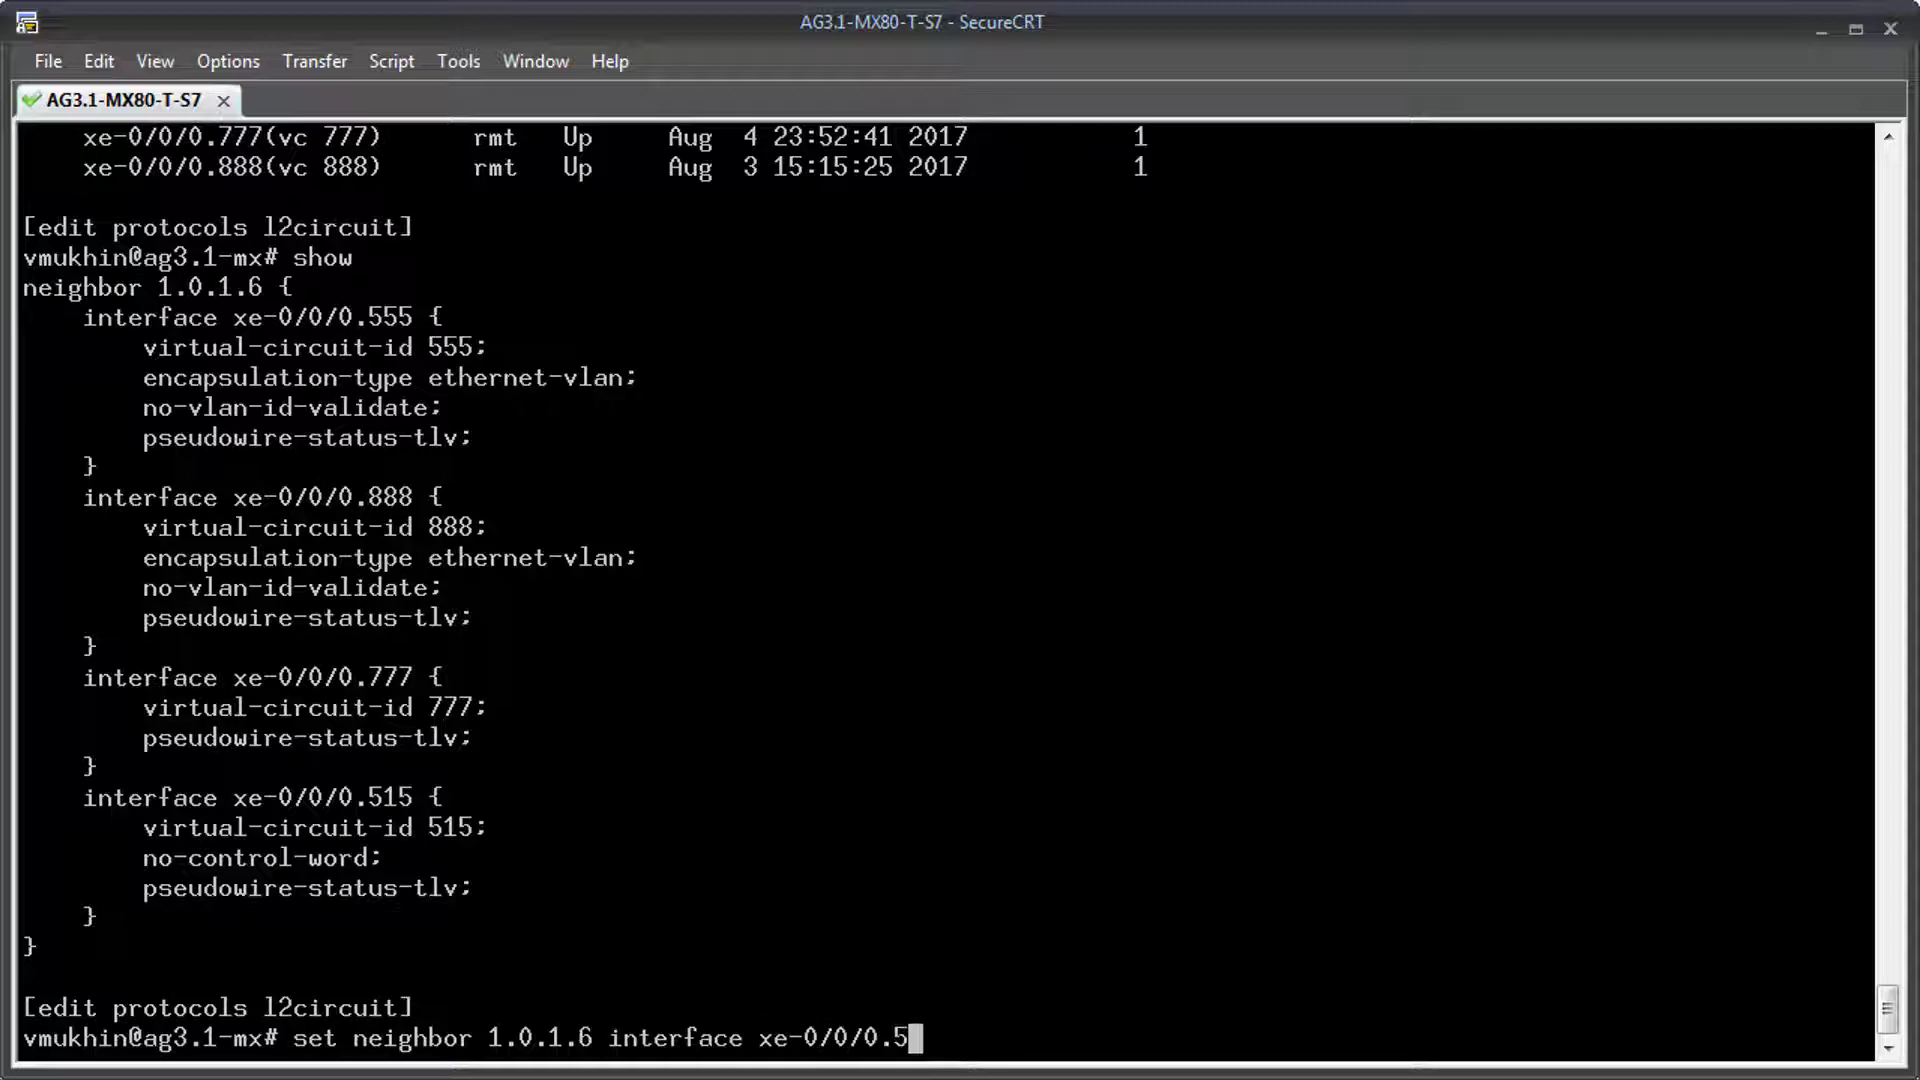 AG3.1-MX80-T-S7 - SecureCRT
File Edit View Options Transfer Script Tools Window Help
AG3.1-MX80-T-S7
xe-0/0/0.777(vc 777) rmt Up Aug 4 23:52:41 2017 1
xe-0/0/0.888(vc 888) rmt Up Aug 3 15:15:25 2017 1
[edit protocols l2circuit]
vmukhin@ag3.1-mx# show
neighbor 1.0.1.6 {
interface xe-0/0/0.555 {
virtual-circuit-id 555;
encapsulation-type ethernet-vlan;
no-vlan-id-validate;
pseudowire-status-tlv;
}
interface xe-0/0/0.888 {
virtual-circuit-id 888;
encapsulation-type ethernet-vlan;
no-vlan-id-validate;
pseudowire-status-tlv;
}
interface xe-0/0/0.777 {
virtual-circuit-id 777;
pseudowire-status-tlv;
}
interface xe-0/0/0.515 {
virtual-circuit-id 515;
no-control-word;
pseudowire-status-tlv;
}
}
[edit protocols l2circuit]
vmukhin@ag3.1-mx# set neighbor 1.0.1.6 interface xe-0/0/0.5